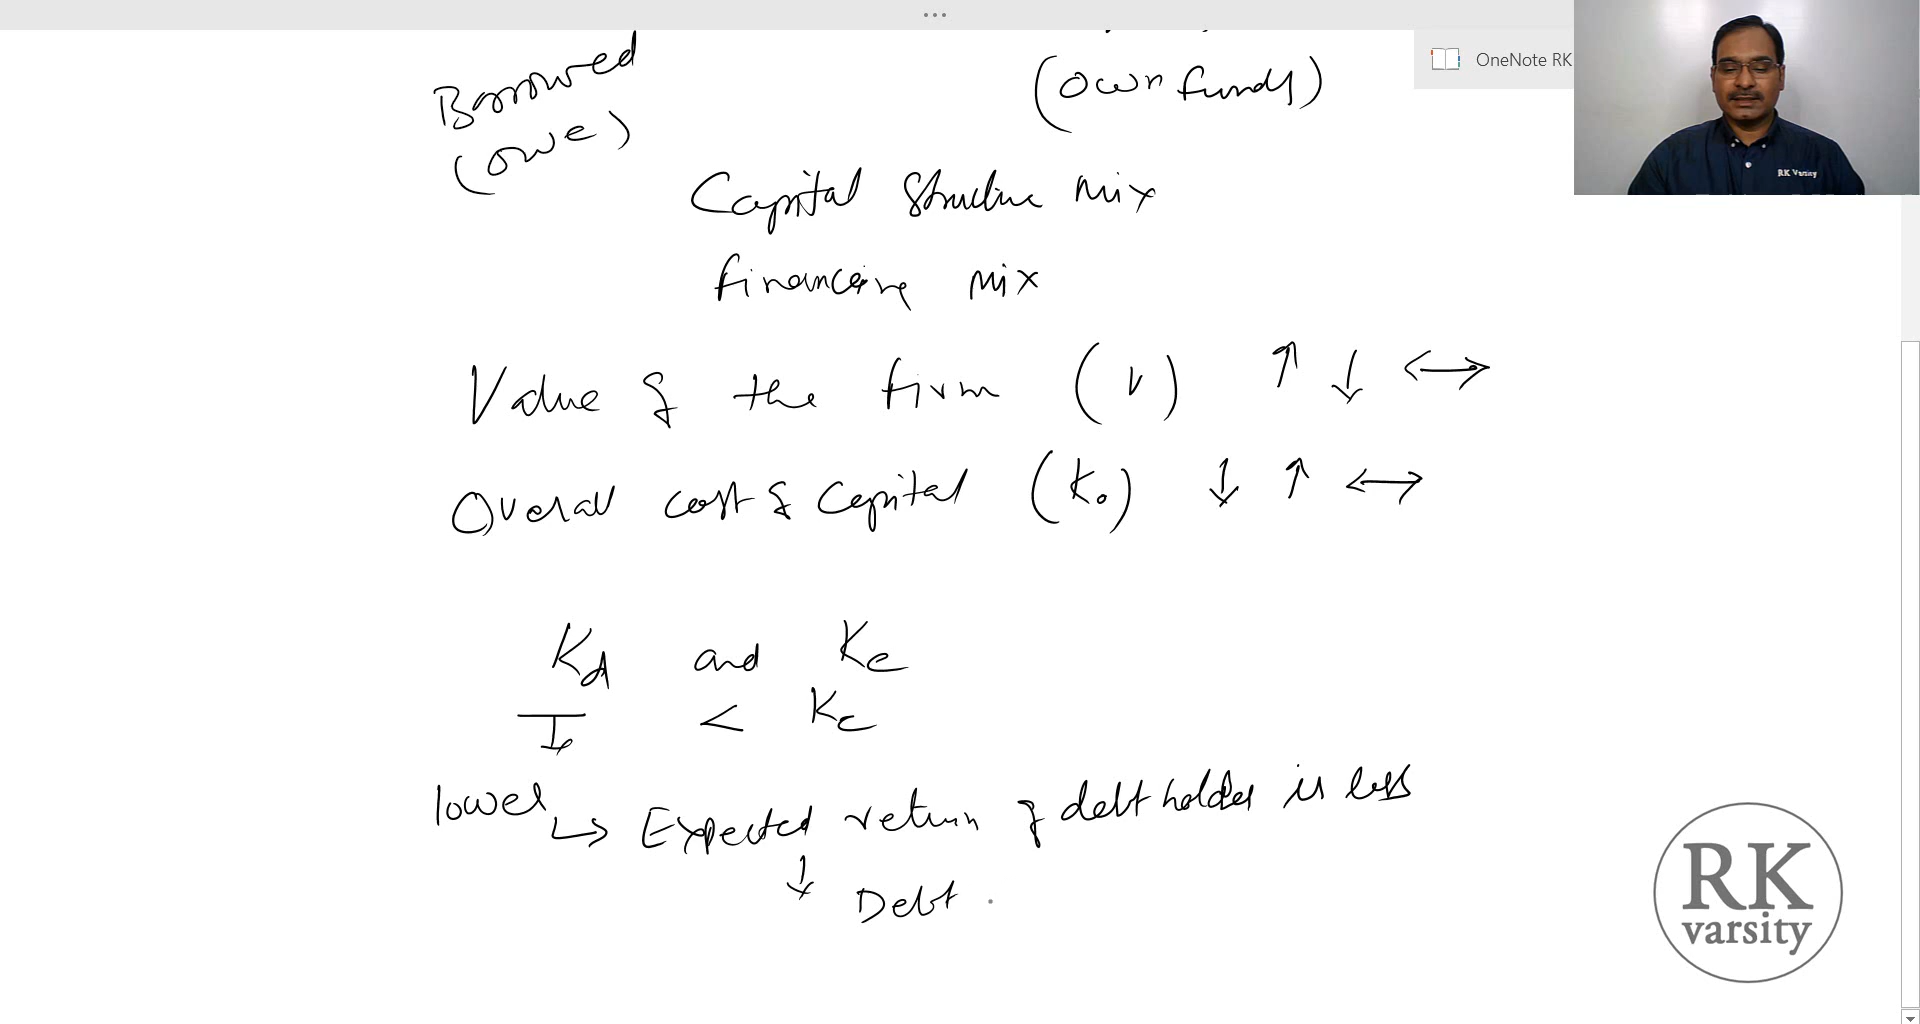 ...
OneNote RK
Borrowed
(owe)
(own funds)
RK Varsity
Capital Structure Mix
financing mix
Value of the firm (V) ↑ ↓ ↔
Overall cost of Capital (Ko) ↓ ↑ ↔
Kd and Ke
I < Ke
lower ↳ Expected return of debt holder is less
↓ Debt .
RK
varsity